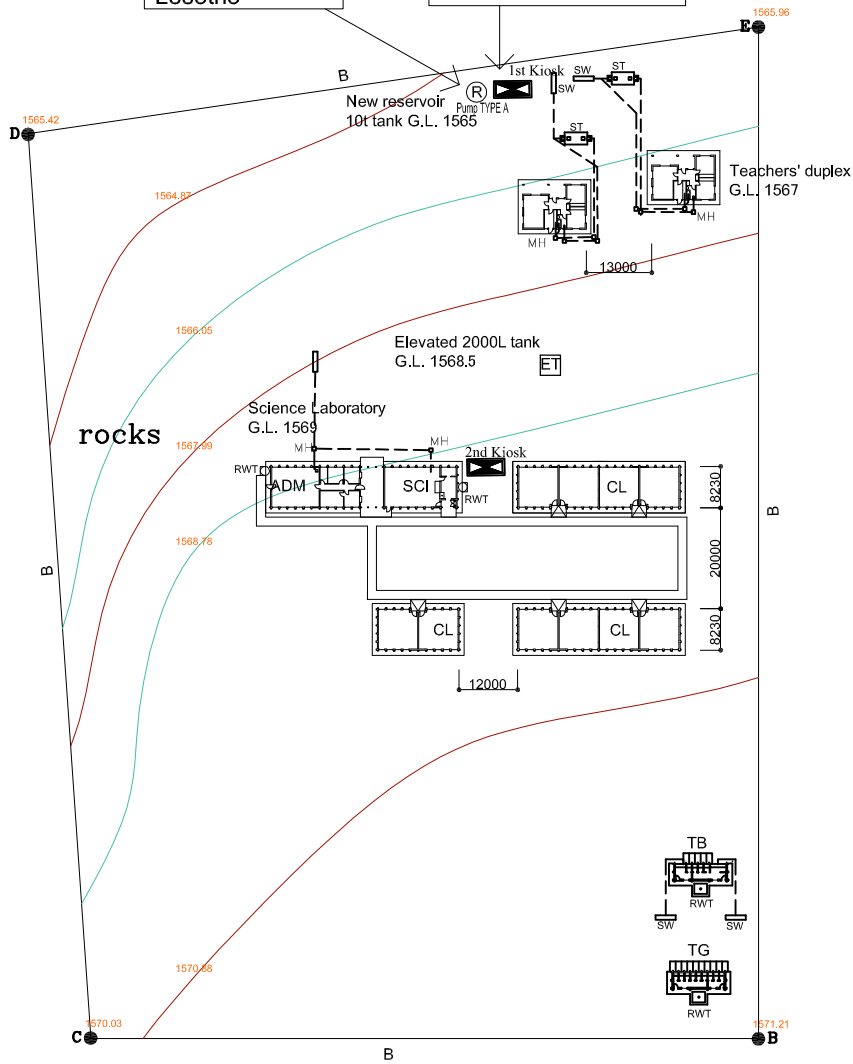 Lesotho
1565.96
E
B
1st Kiosk
SW
ST
SW
R
New reservoir
Pump TYPE A
10t tank G.L. 1565
1565.42
D
ST
Teachers' duplex
G.L. 1567
1564.87
MH
MH
13000
1566.05
Elevated 2000L tank
G.L. 1568.5
ET
Science Laboratory
G.L. 1569
rocks
1567.99
MH
MH
2nd Kiosk
RWT
ADM
SCI
RWT
CL
8230
B
1568.78
20000
B
CL
CL
8230
12000
TB
RWT
SW
SW
TG
1570.88
RWT
1570.03
C
1571.21
B
B